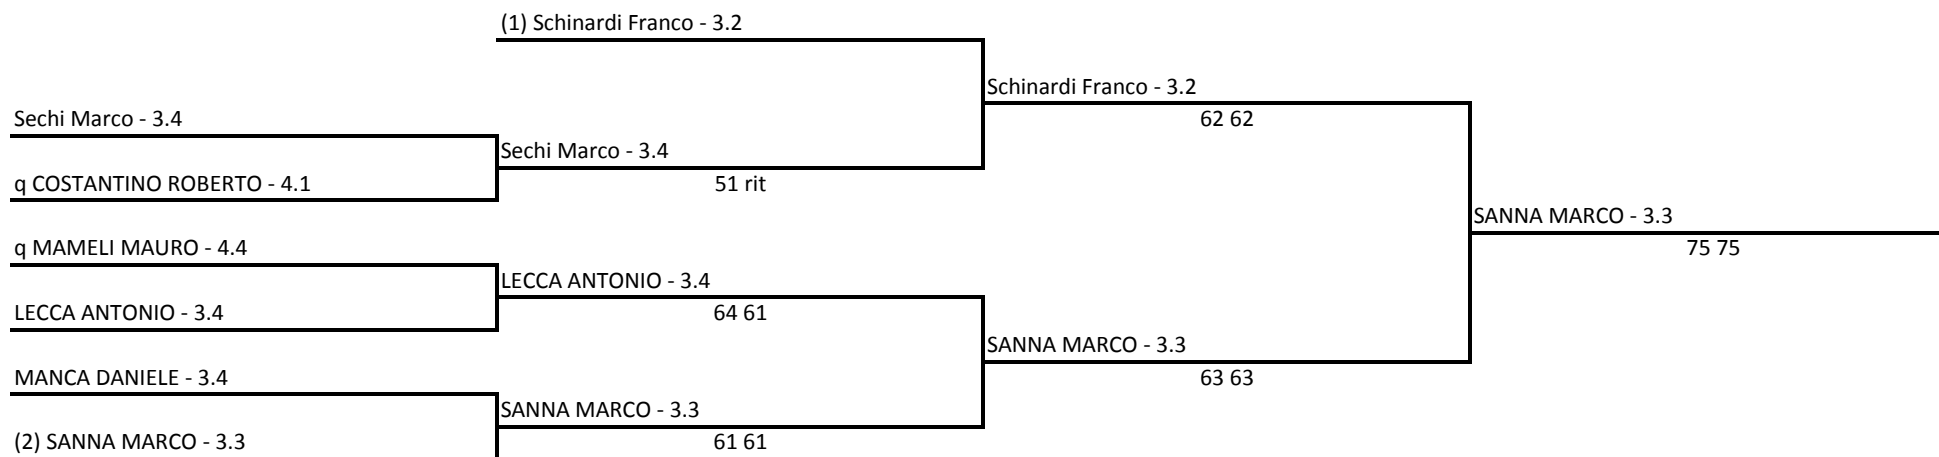 (1) Schinardi Franco - 3.2
Schinardi Franco - 3.2
Sechi Marco - 3.4
62 62
Sechi Marco - 3.4
q COSTANTINO ROBERTO - 4.1
51 rit
SANNA MARCO - 3.3
q MAMELI MAURO - 4.4
75 75
LECCA ANTONIO - 3.4
LECCA ANTONIO - 3.4
64 61
SANNA MARCO - 3.3
MANCA DANIELE - 3.4
63 63
SANNA MARCO - 3.3
(2) SANNA MARCO - 3.3
61 61